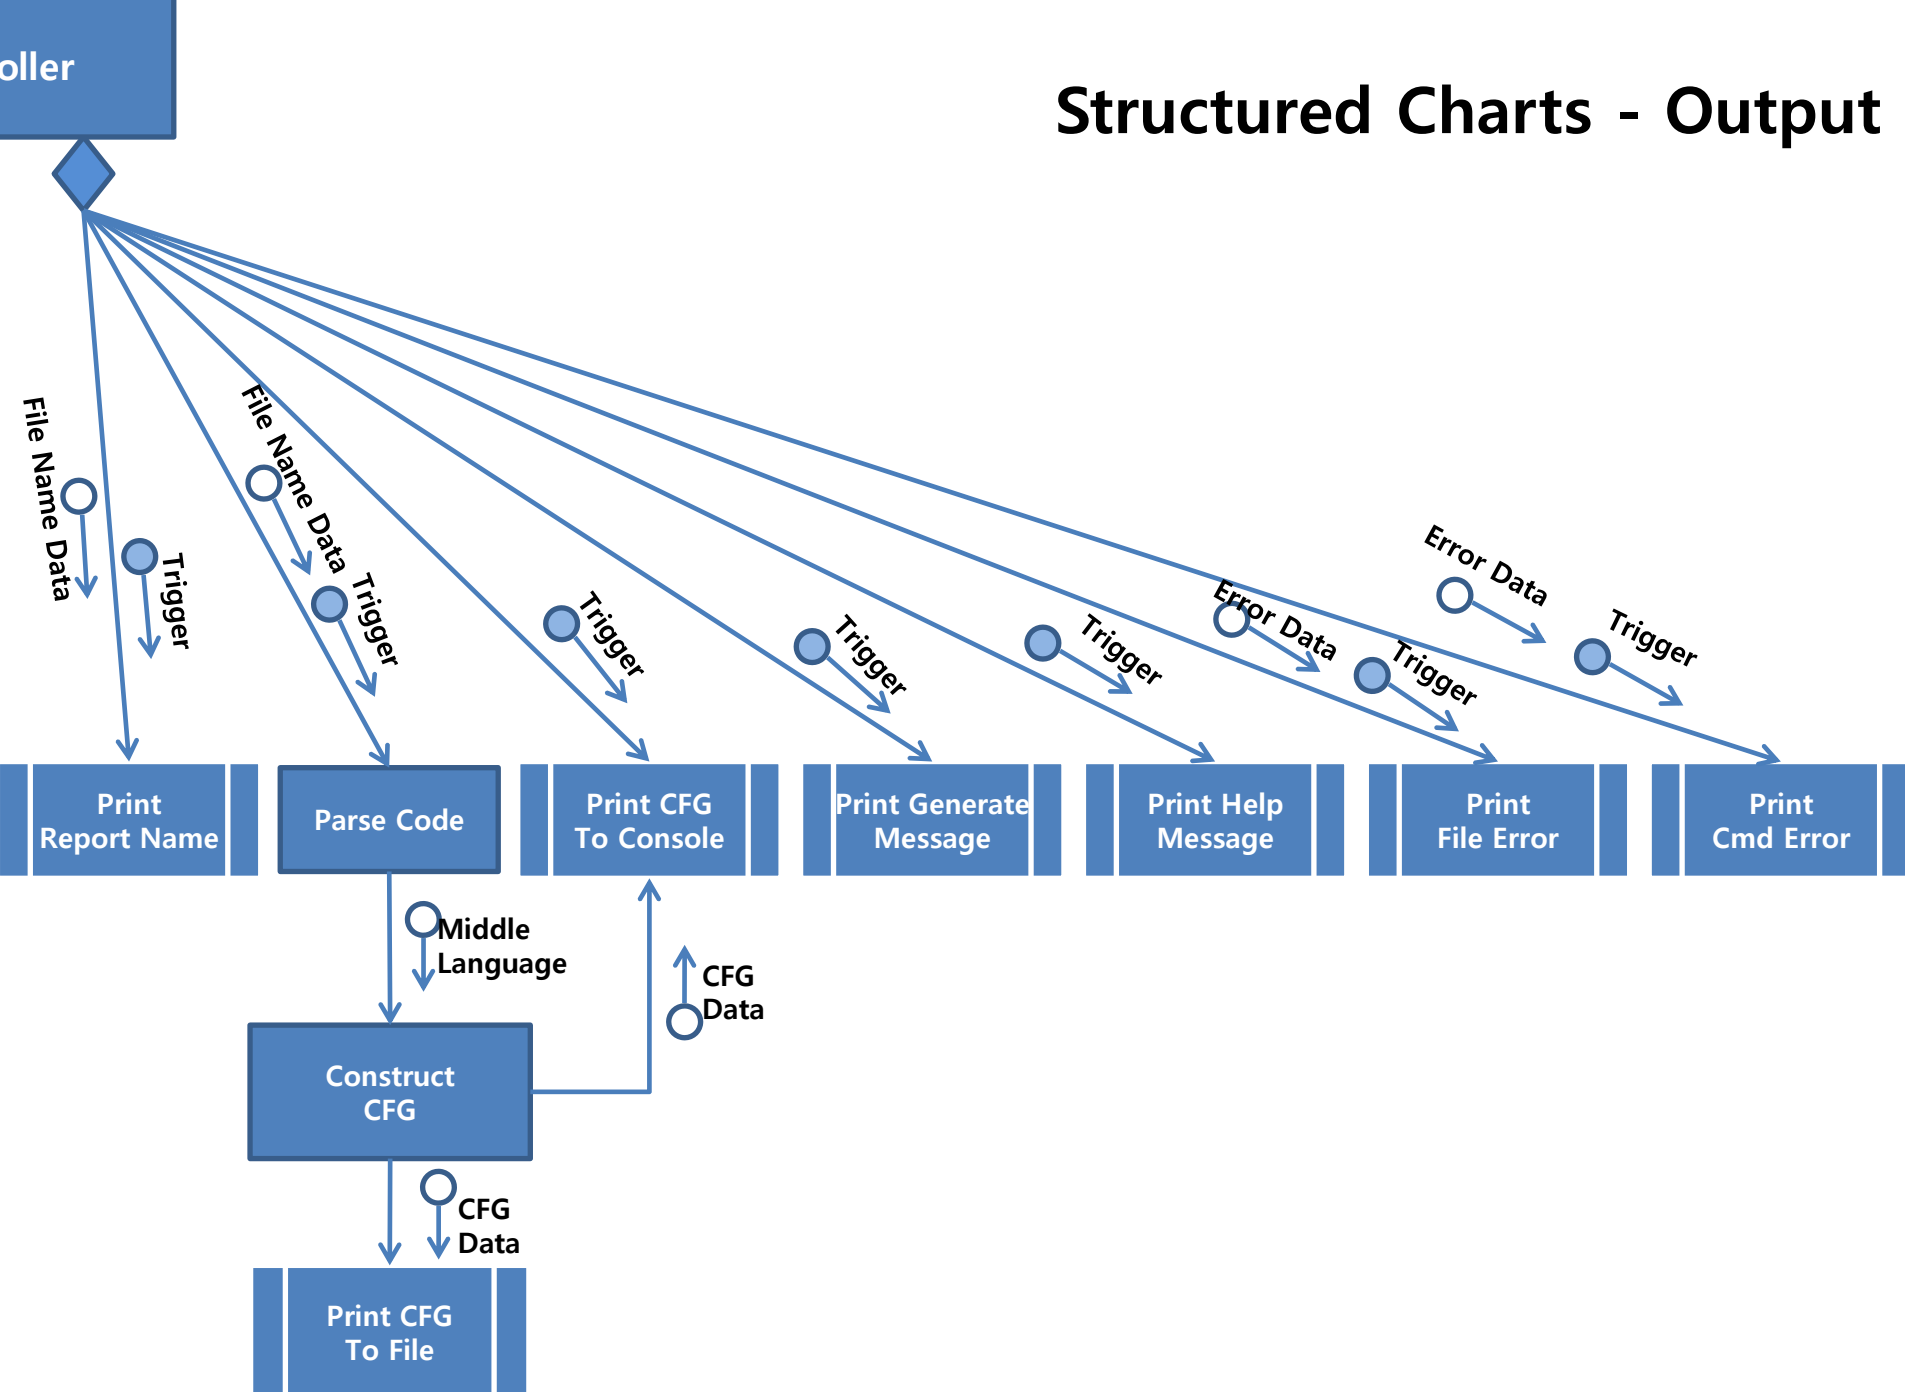 oller
Structured Charts - Output
File Name Data
Trigger
File Name Data
Trigger
Trigger
Trigger
Trigger
Error Data
Trigger
Error Data
Trigger
Print
Report Name
Parse Code
Print CFG
To Console
Print Generate
Message
Print Help
Message
Print
File Error
Print
Cmd Error
Middle
Language
CFG
Data
Construct
CFG
CFG
Data
Print CFG
To File